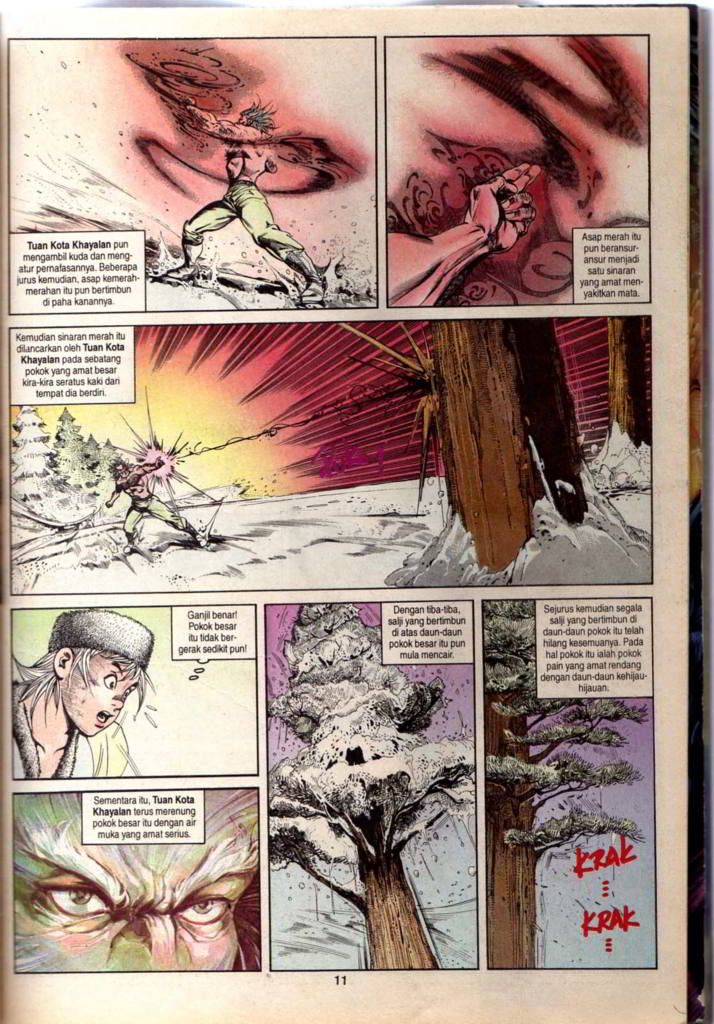 Tuan Kota Khayalan pun
mengambil kuda dan meng-
atur pernafasannya. Beberapa
jurus kemudian, asap kemerah-
merahan itu pun bertimbun
di paha kanannya.
Asap merah itu
pun beransur-
ansur menjadi
satu sinaran
yang amat men-
yakitkan mata.
Kemudian sinaran merah itu
dilancarkan oleh Tuan Kota
Khayalan pada sebatang
pokok yang amat besar
kira-kira seratus kaki dari
tempat dia berdiri.
Ganjil benar!
Pokok besar
itu tidak ber-
gerak sedikit pun!
Dengan tiba-tiba,
salji yang bertimbun
di atas daun-daun
pokok besar itu pun
mula mencair.
Sejurus kemudian segala
salji yang bertimbun di
daun-daun pokok itu telah
hilang kesemuanya. Pada
hal pokok itu ialah pokok
pain yang amat rendang
dengan daun-daun kehijau-
hijauan.
Sementara itu, Tuan Kota
Khayalan terus merenung
pokok besar itu dengan air
muka yang amat serius.
KRAK
...
KRAK
...
11